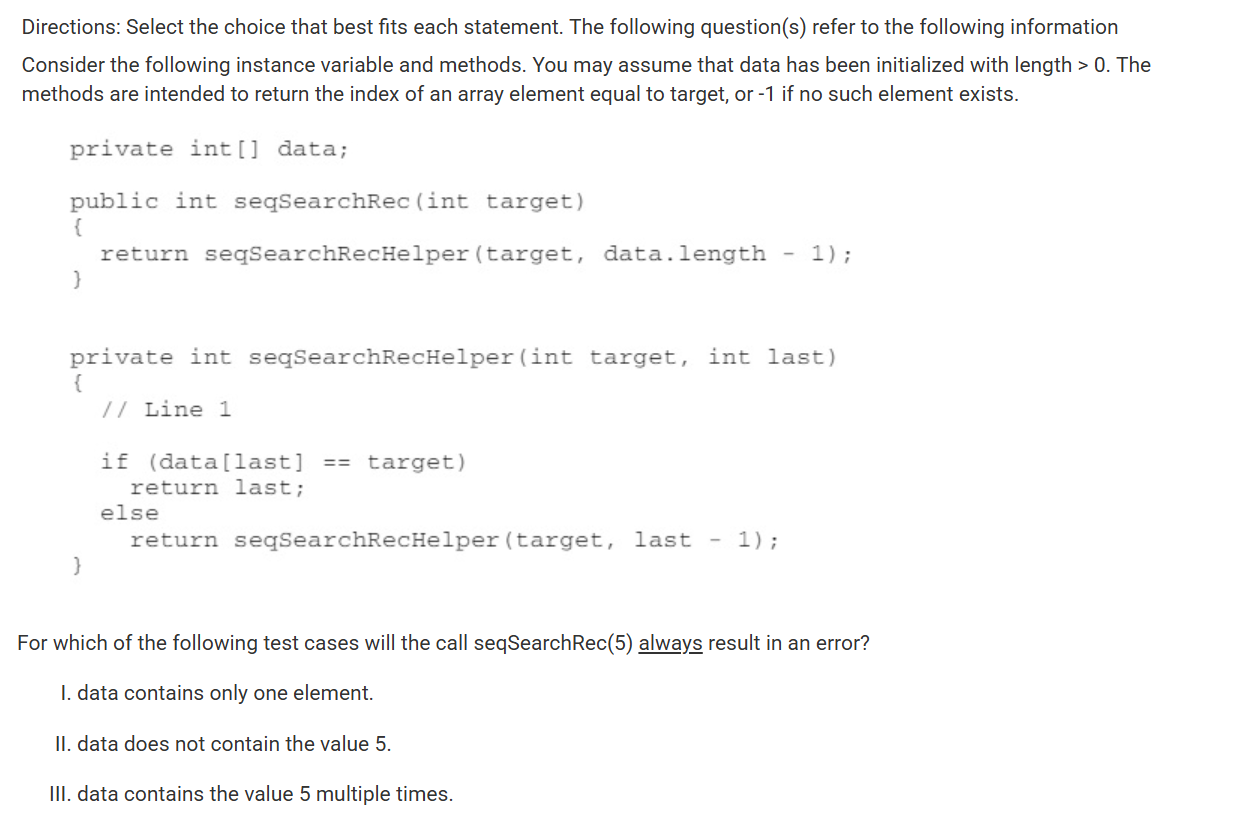 Directions: Select the choice that best fits each statement. The following question(s) refer to the following information
Consider the following instance variable and methods. You may assume that data has been initialized with length > 0. The
methods are intended to return the index of an array element equal to target, or -1 if no such element exists.
private int[] data;
public int seqSearchRec(int target)
{
return seqSearchRecHelper(target, data.length - 1);
}
private int seqSearchRecHelper(int target, int last)
{
// Line 1
if (data[last] == target)
return last;
else
return seqSearchRecHelper(target, last - 1);
}
For which of the following test cases will the call seqSearchRec(5) always result in an error?
I. data contains only one element.
II. data does not contain the value 5.
III. data contains the value 5 multiple times.